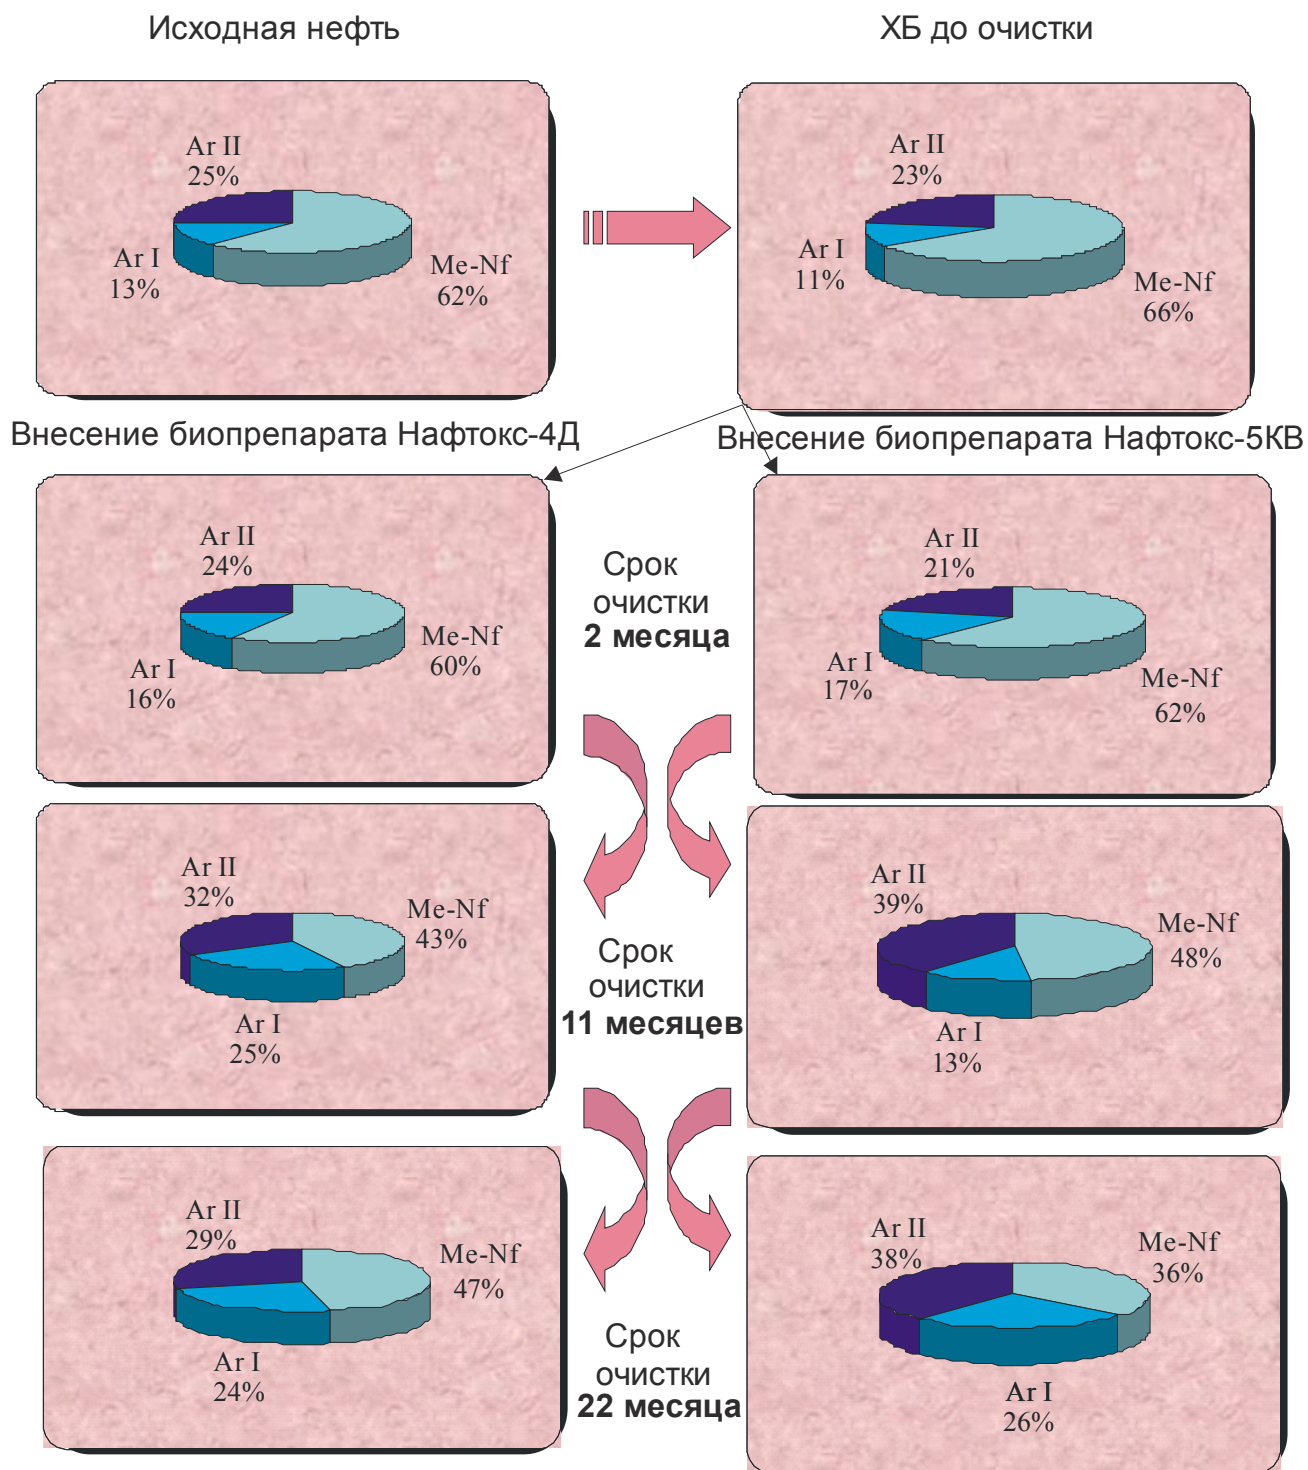 Исходная нефть
ХБ до очистки
Ar II
25%
Ar I
13%
Me-Nf
62%
Ar II
23%
Ar I
11%
Me-Nf
66%
Внесение биопрепарата Нафтокс-4Д
Внесение биопрепарата Нафтокс-5КВ
Ar II
24%
Ar I
16%
Me-Nf
60%
Срок
очистки
2 месяца
Ar II
21%
Ar I
17%
Me-Nf
62%
Ar II
32%
Me-Nf
43%
Ar I
25%
Срок
очистки
11 месяцев
Ar II
39%
Me-Nf
48%
Ar I
13%
Ar II
29%
Me-Nf
47%
Ar I
24%
Срок
очистки
22 месяца
Ar II
38%
Me-Nf
36%
Ar I
26%